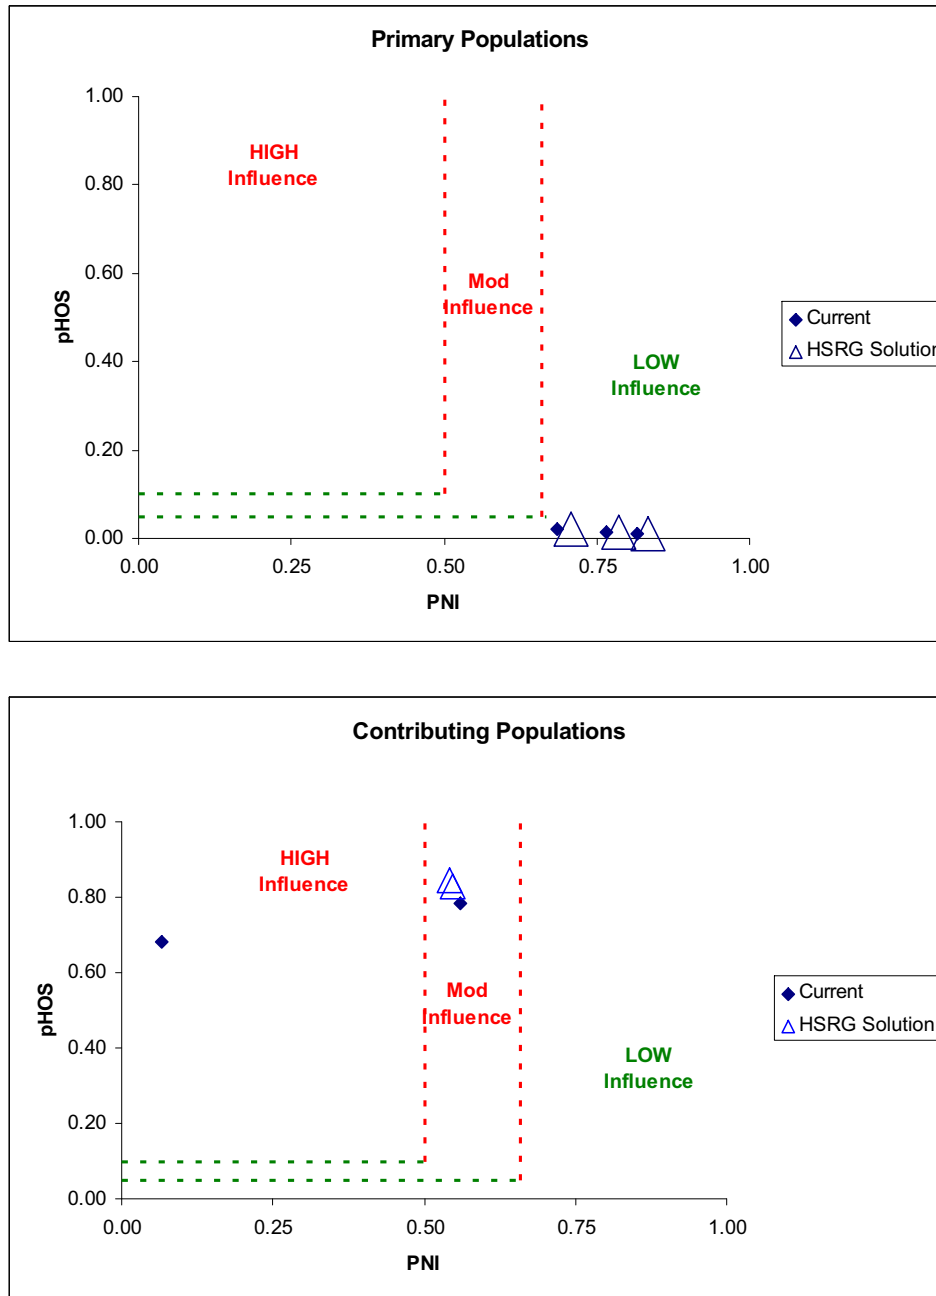 Primary Populations
1.00
0.80
0.60
0.40
0.20
0.00
pHOS
HIGH
Influence
Mod
Influence
LOW
Influence
Current
HSRG Solution
0.00 0.25 0.50 0.75 1.00
PNI
Contributing Populations
1.00
0.80
0.60
0.40
0.20
0.00
pHOS
HIGH
Influence
Mod
Influence
LOW
Influence
Current
HSRG Solution
0.00 0.25 0.50 0.75 1.00
PNI